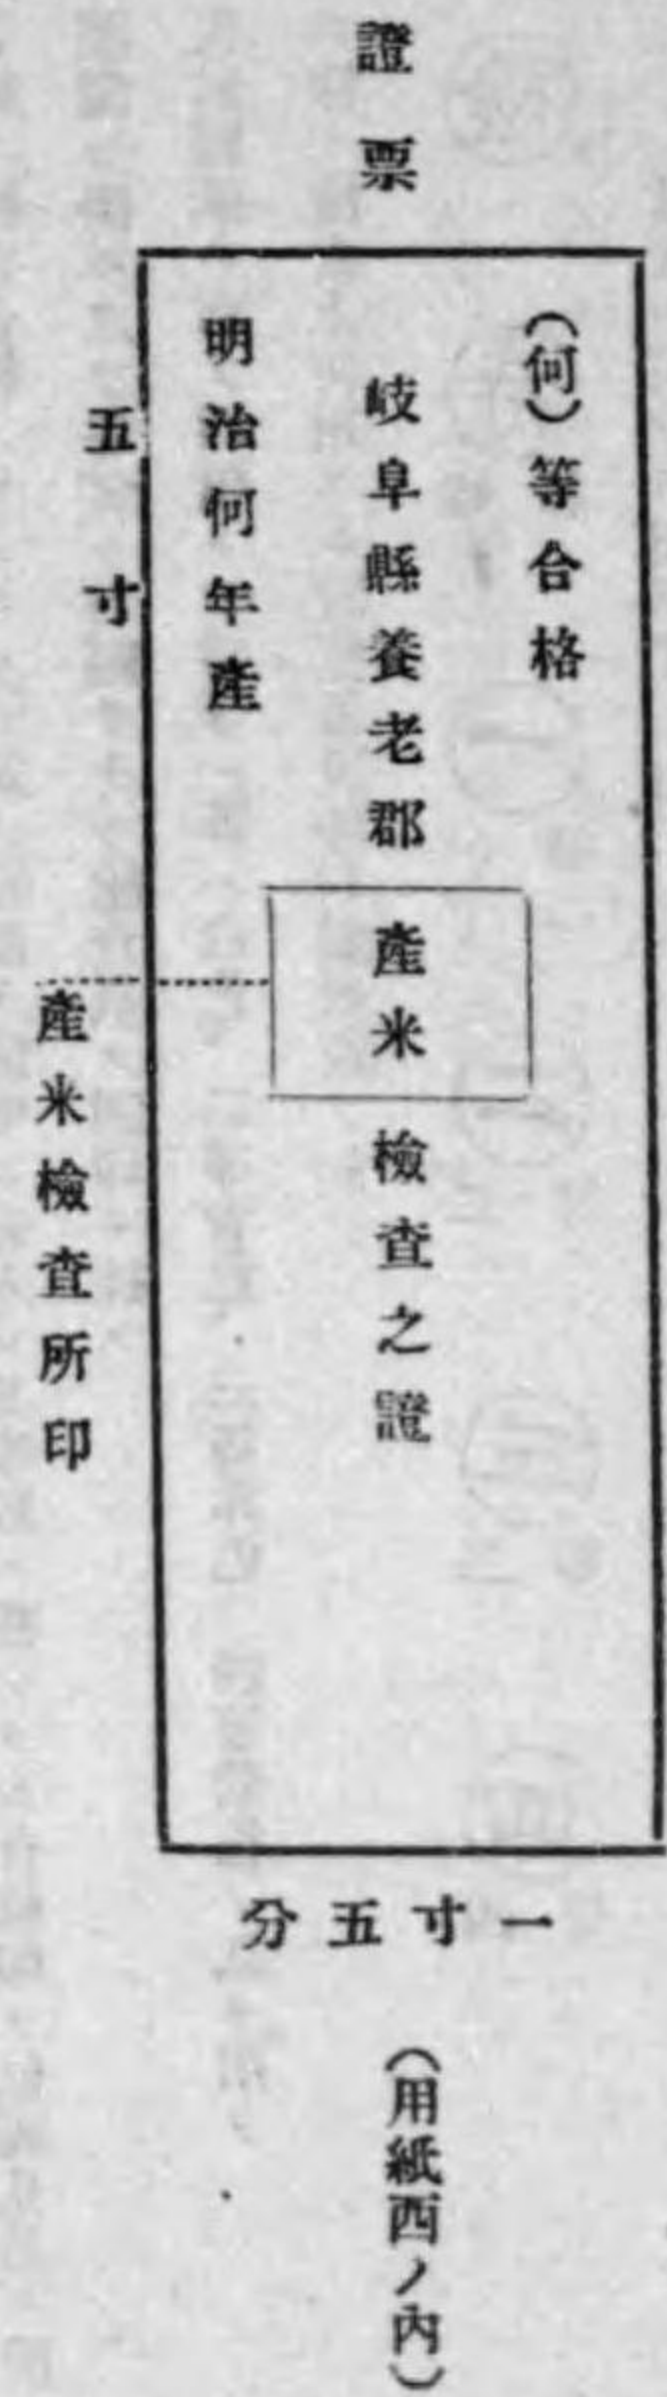 證票
(何)等合格
岐阜縣養老郡產米檢查之證
明治何年產
五寸
產米檢查所印
一寸五分
(用紙西ノ內)